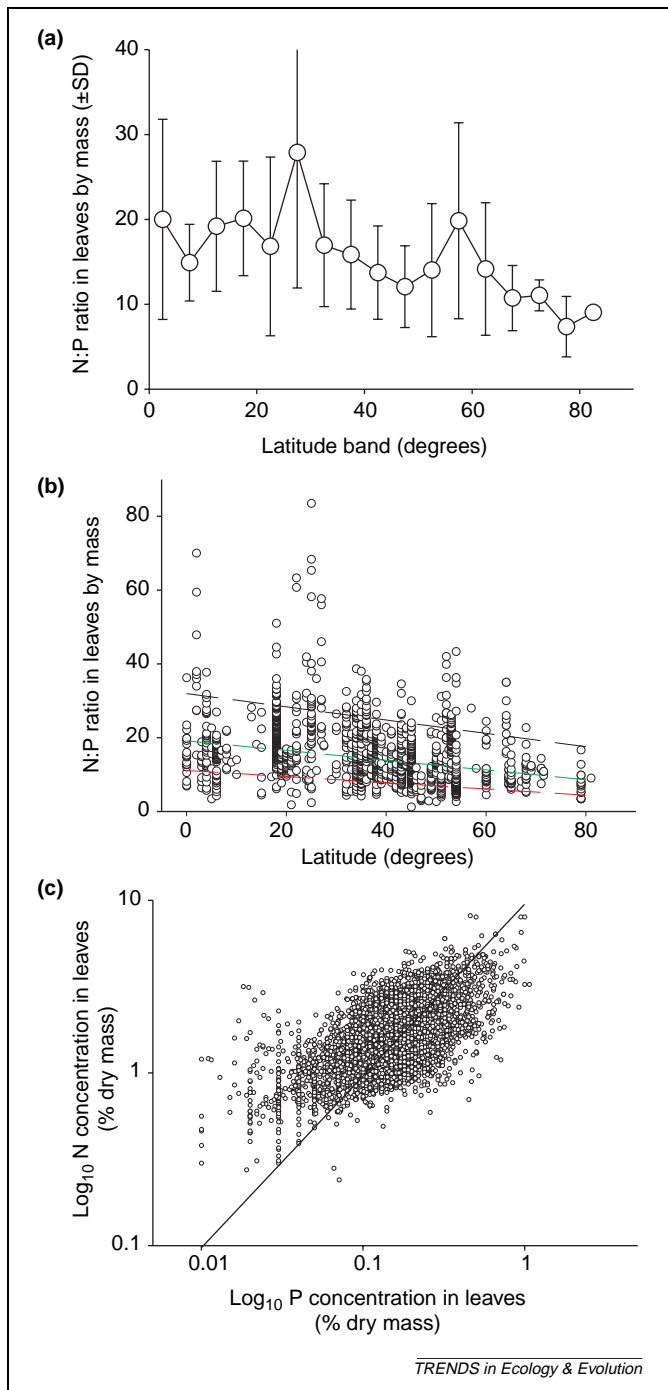 (a)
N:P ratio in leaves by mass (±SD)
40
30
20
10
0
0 20 40 60 80
Latitude band (degrees)
(b)
N:P ratio in leaves by mass
80
60
40
20
0
0 20 40 60 80
Latitude (degrees)
(c)
Log10 N concentration in leaves
(% dry mass)
10
1
0.1
0.01 0.1 1
Log10 P concentration in leaves
(% dry mass)
TRENDS in Ecology & Evolution